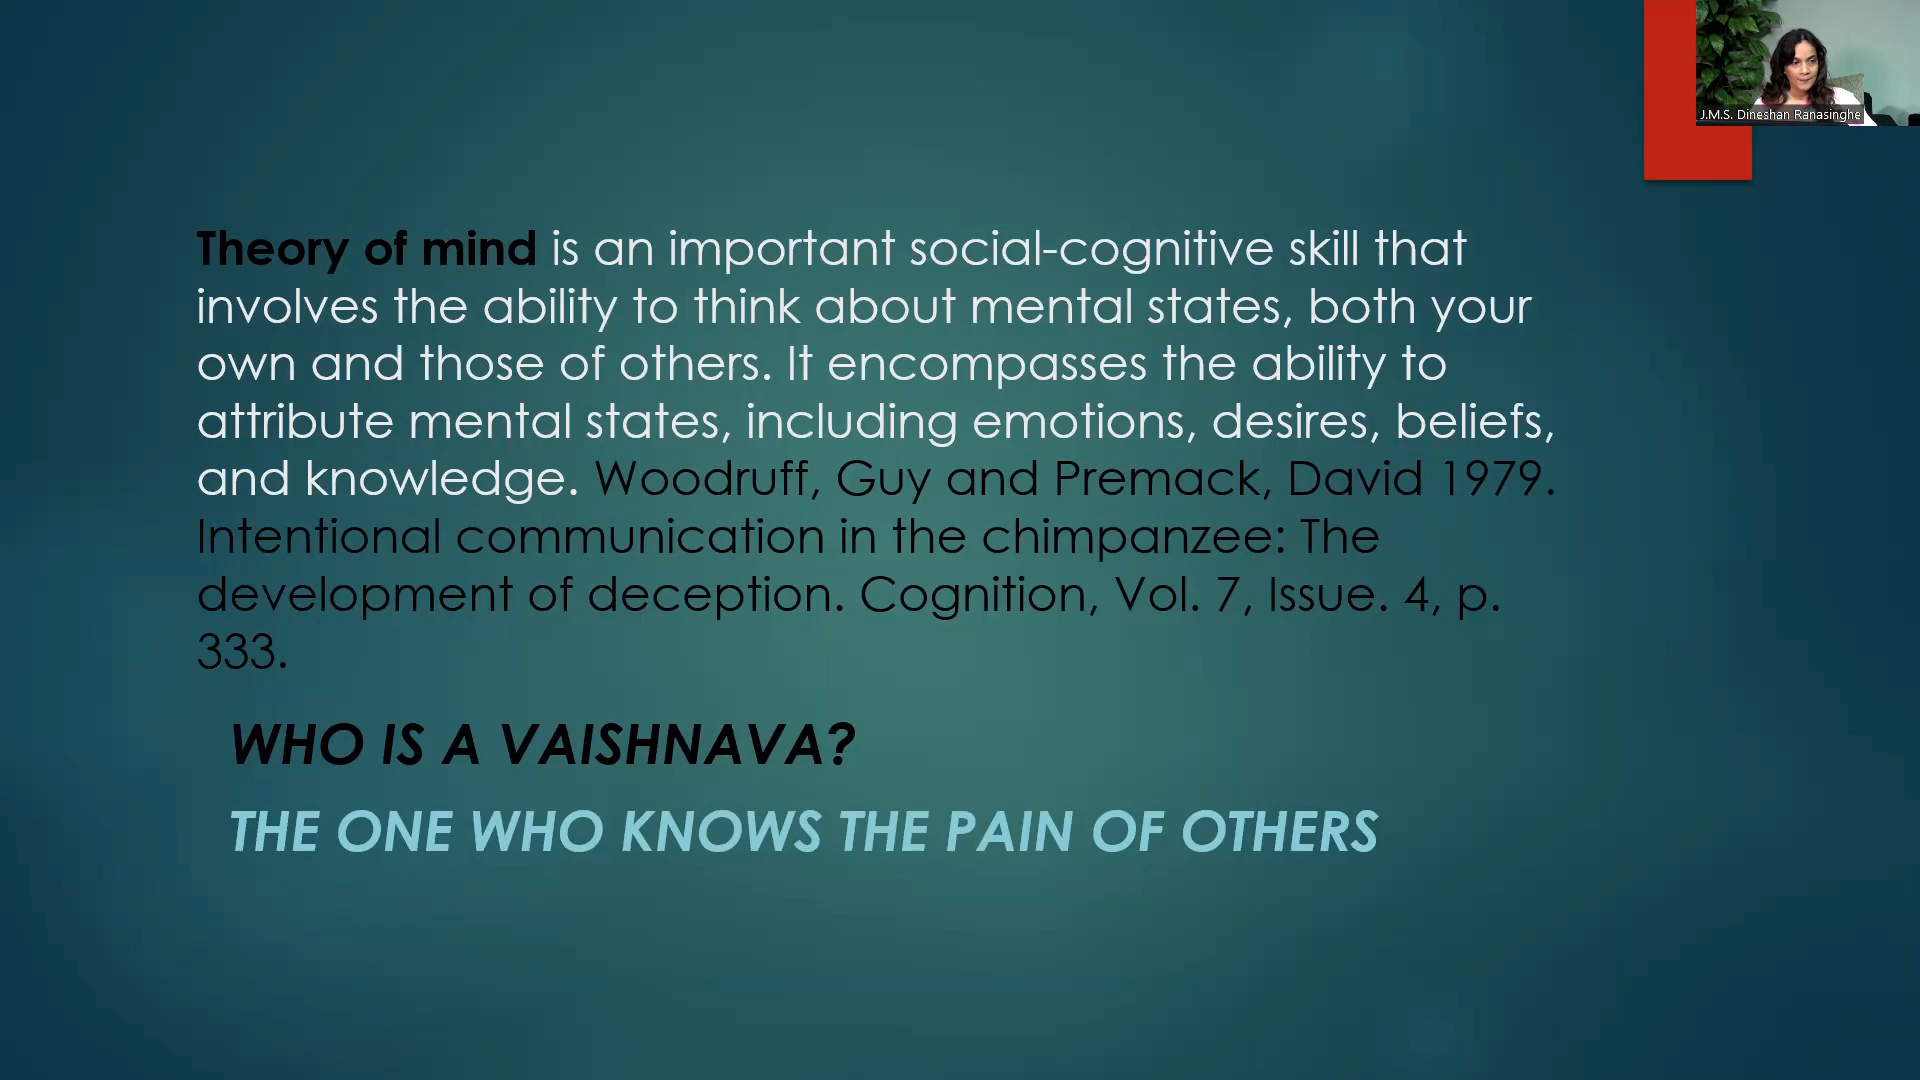 J.M.S. Dineshan Ranasinghe
Theory of mind is an important social-cognitive skill that
involves the ability to think about mental states, both your
own and those of others. It encompasses the ability to
attribute mental states, including emotions, desires, beliefs,
and knowledge. Woodruff, Guy and Premack, David 1979.
Intentional communication in the chimpanzee: The
development of deception. Cognition, Vol. 7, Issue. 4, p.
333.
WHO IS A VAISHNAVA?
THE ONE WHO KNOWS THE PAIN OF OTHERS